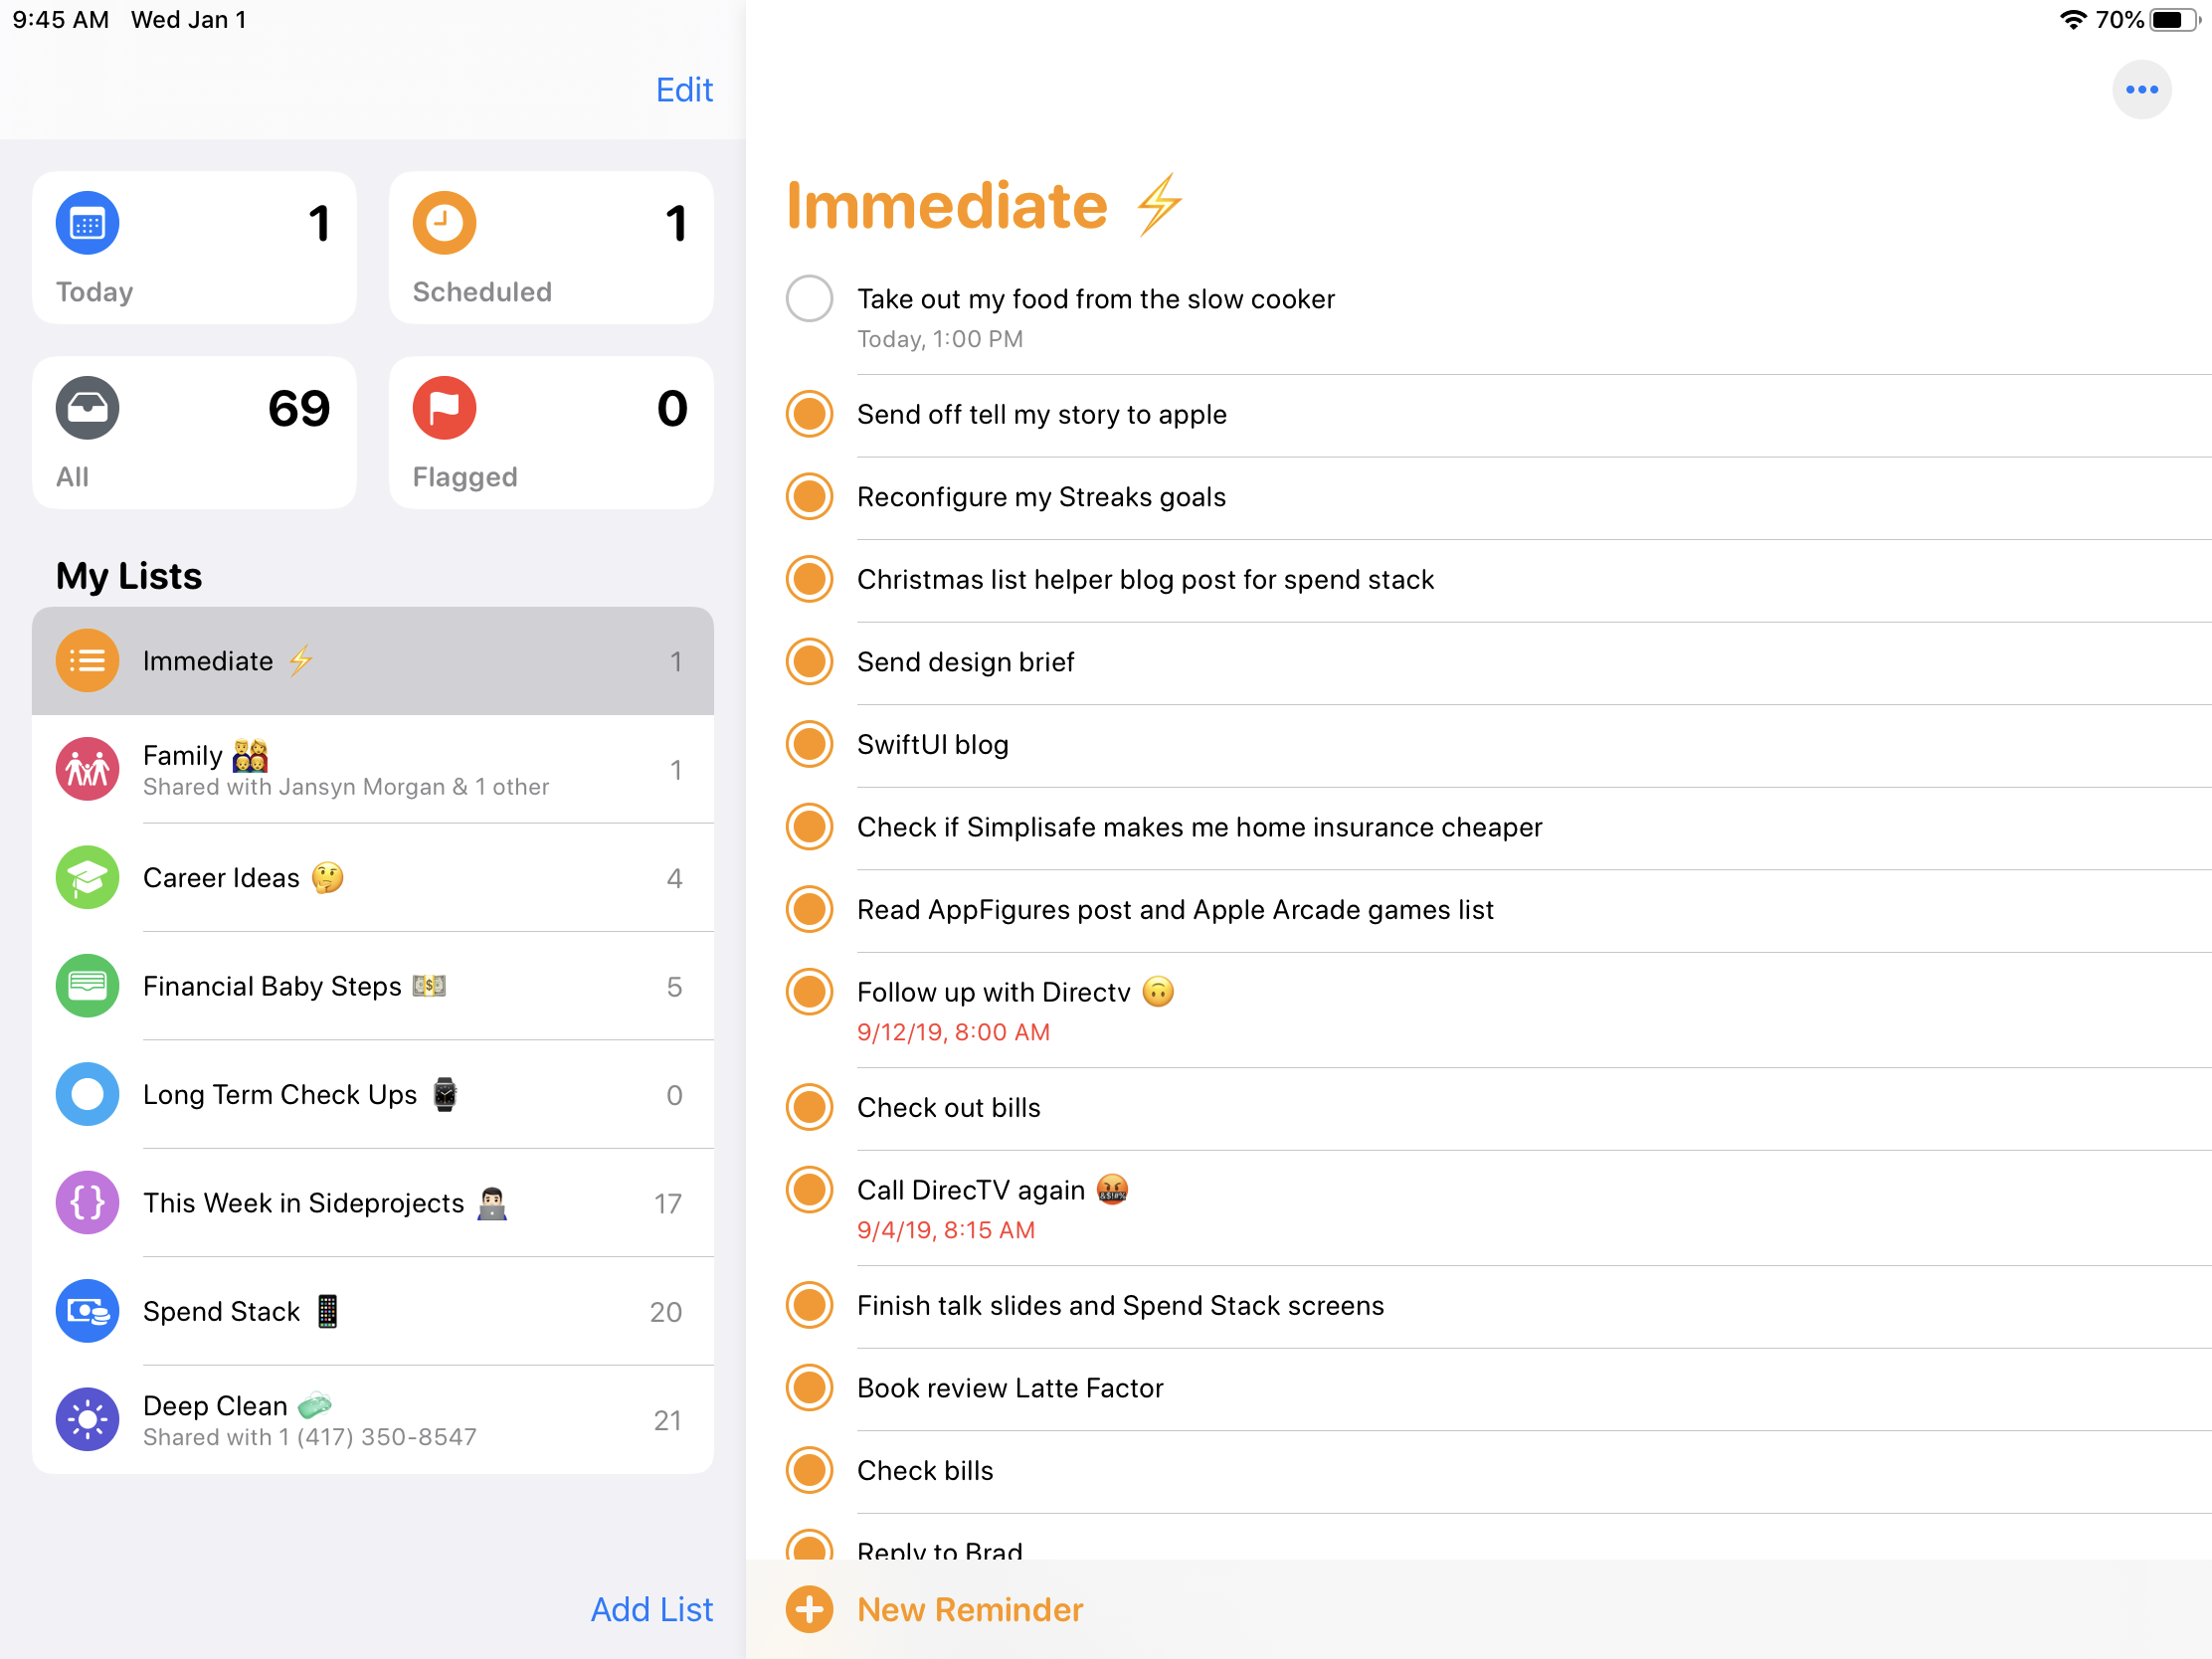 9:45 AM Wed Jan 1
70%
Edit
1
Today
1
Scheduled
69
All
0
Flagged
My Lists
Immediate ⚡ 1
Family 👨‍👩‍👦‍👦 1
Shared with Jansyn Morgan & 1 other
Career Ideas 🤔 4
Financial Baby Steps 💵 5
Long Term Check Ups ⌚ 0
This Week in Sideprojects 👨🏻‍💻 17
Spend Stack 📱 20
Deep Clean 🧼 21
Shared with 1 (417) 350-8547
Add List
Immediate ⚡
Take out my food from the slow cooker
Today, 1:00 PM
Send off tell my story to apple
Reconfigure my Streaks goals
Christmas list helper blog post for spend stack
Send design brief
SwiftUI blog
Check if Simplisafe makes me home insurance cheaper
Read AppFigures post and Apple Arcade games list
Follow up with Directv 🙃
9/12/19, 8:00 AM
Check out bills
Call DirecTV again 🤬
9/4/19, 8:15 AM
Finish talk slides and Spend Stack screens
Book review Latte Factor
Check bills
Reply to Brad
New Reminder